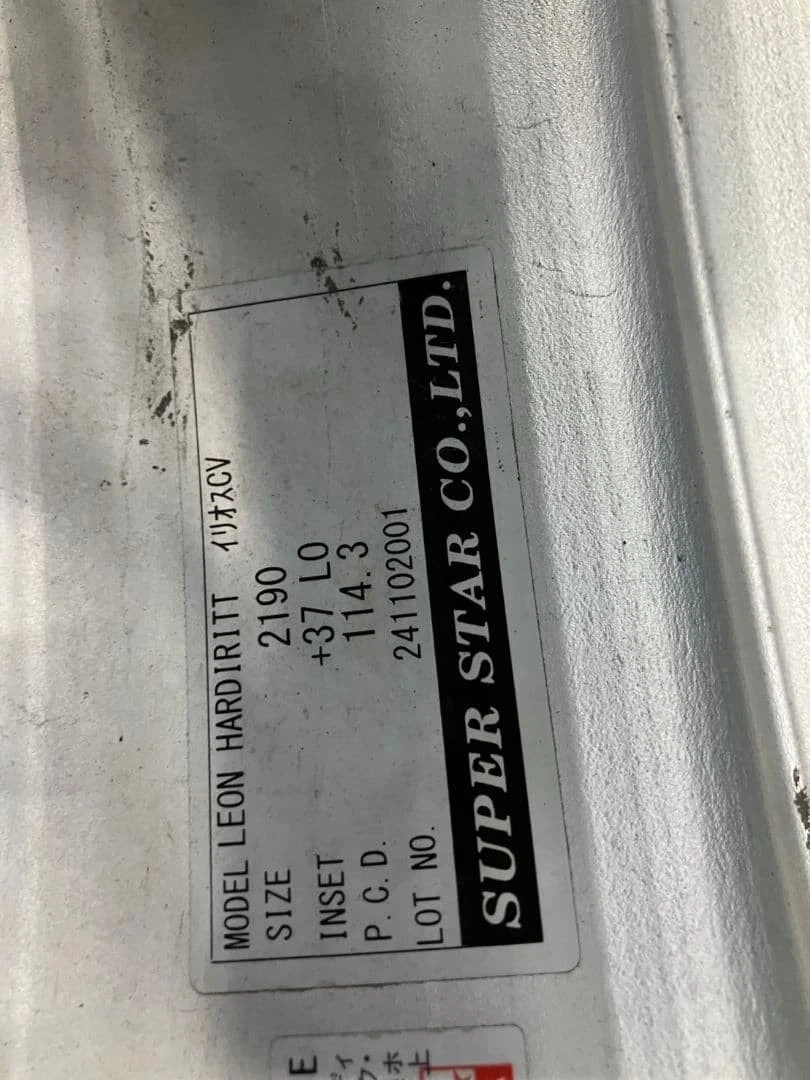 MODEL LEON HARDIRITT ｲﾘｵｽCV
SIZE 2190
INSET +37 LO
P.C.D. 114.3
LOT NO. 241102001
SUPER STAR CO.,LTD.
E